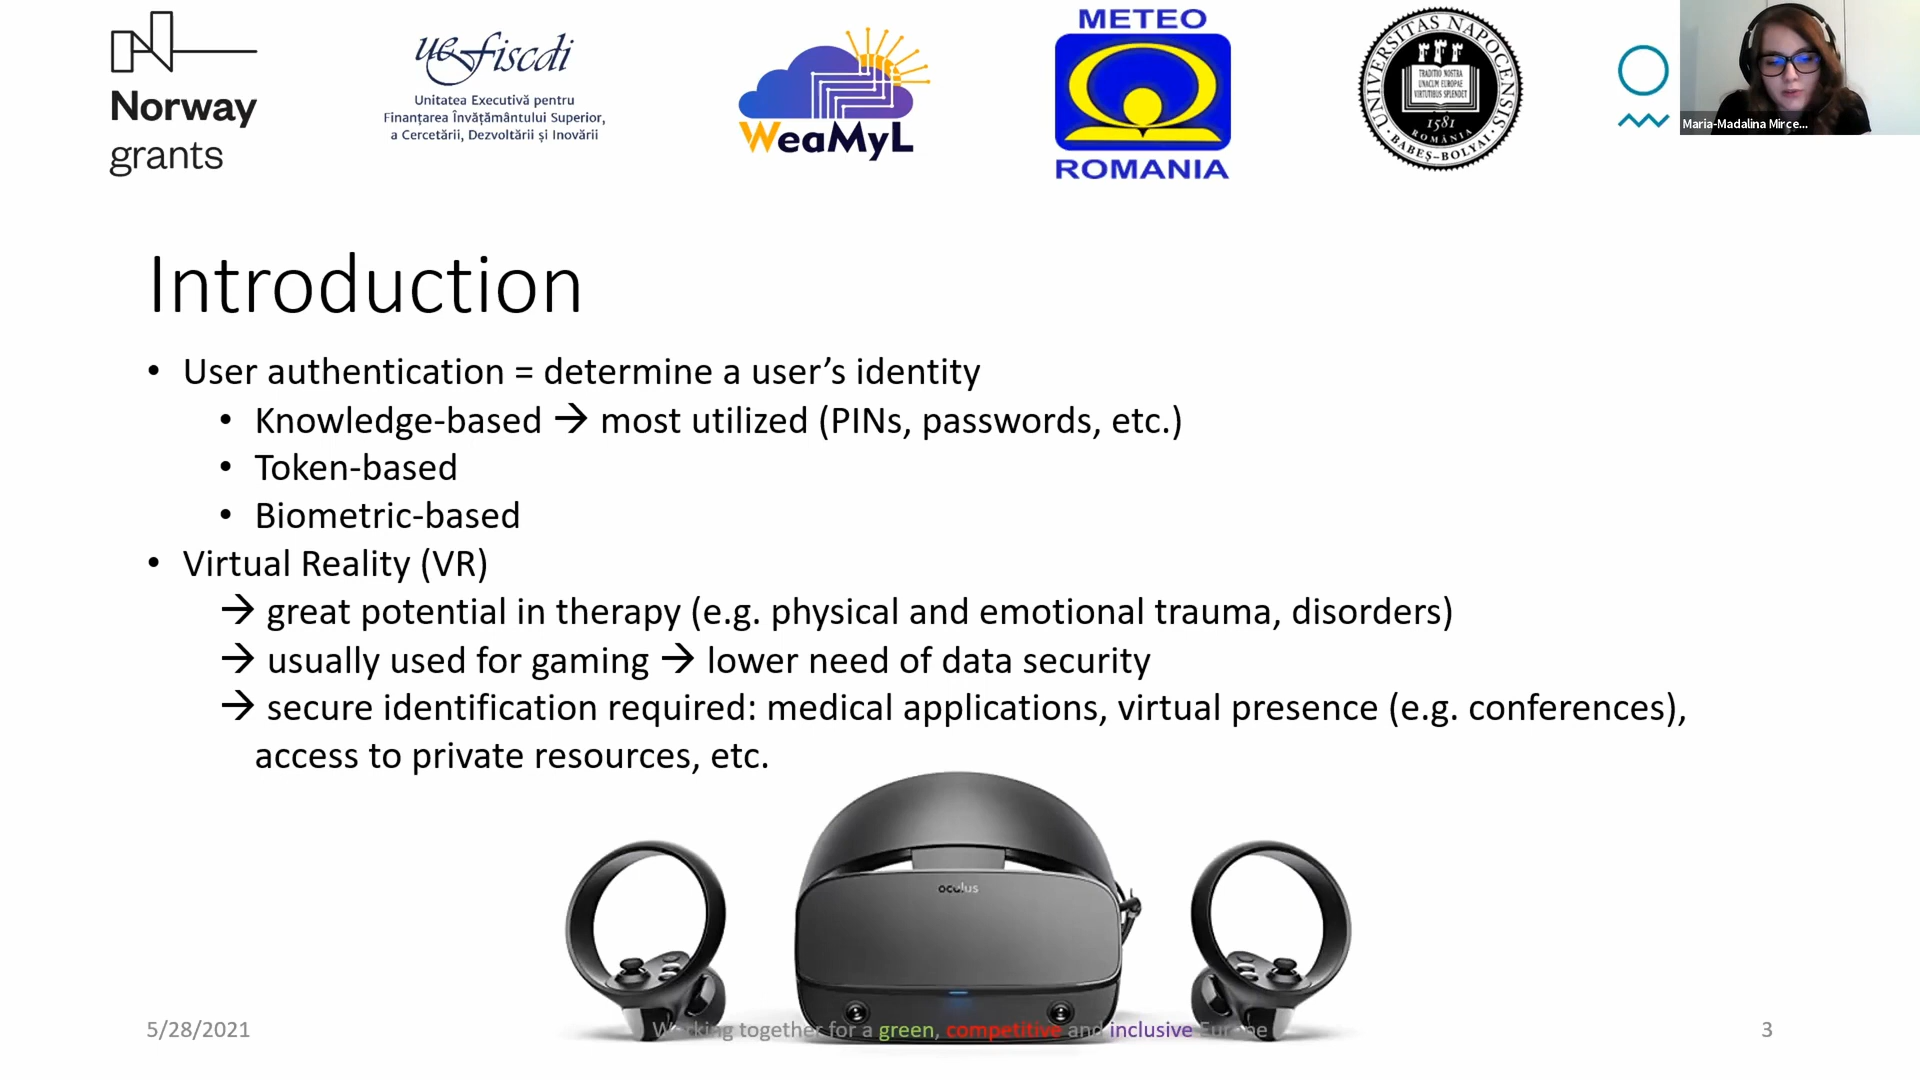 Norway
grants
uefiscdi
Unitatea Executivă pentru
Finanțarea Învățământului Superior,
a Cercetării, Dezvoltării și Inovării
WeaMyL
METEO
ROMANIA
UNIVERSITAS NAPOCENSIS
TRADITIO NOSTRA
UNACUM EUROPAE
VIRTUTIBUS SPLENDET
1581
ROMÂNIA
BABEȘ-BOLYAI
Maria-Madalina Mirce...
Introduction
• User authentication = determine a user’s identity
• Knowledge-based → most utilized (PINs, passwords, etc.)
• Token-based
• Biometric-based
• Virtual Reality (VR)
→ great potential in therapy (e.g. physical and emotional trauma, disorders)
→ usually used for gaming → lower need of data security
→ secure identification required: medical applications, virtual presence (e.g. conferences),
access to private resources, etc.
oculus
5/28/2021
Working together for a green, competitive and inclusive Europe
3